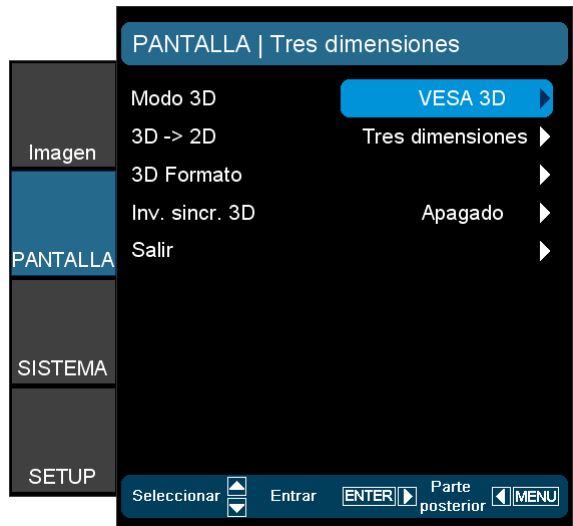 PANTALLA | Tres dimensiones
Imagen
PANTALLA
SISTEMA
SETUP
Modo 3D VESA 3D
3D -> 2D Tres dimensiones
3D Formato
Inv. sincr. 3D Apagado
Salir
Seleccionar Entrar ENTER Parte posterior MENU